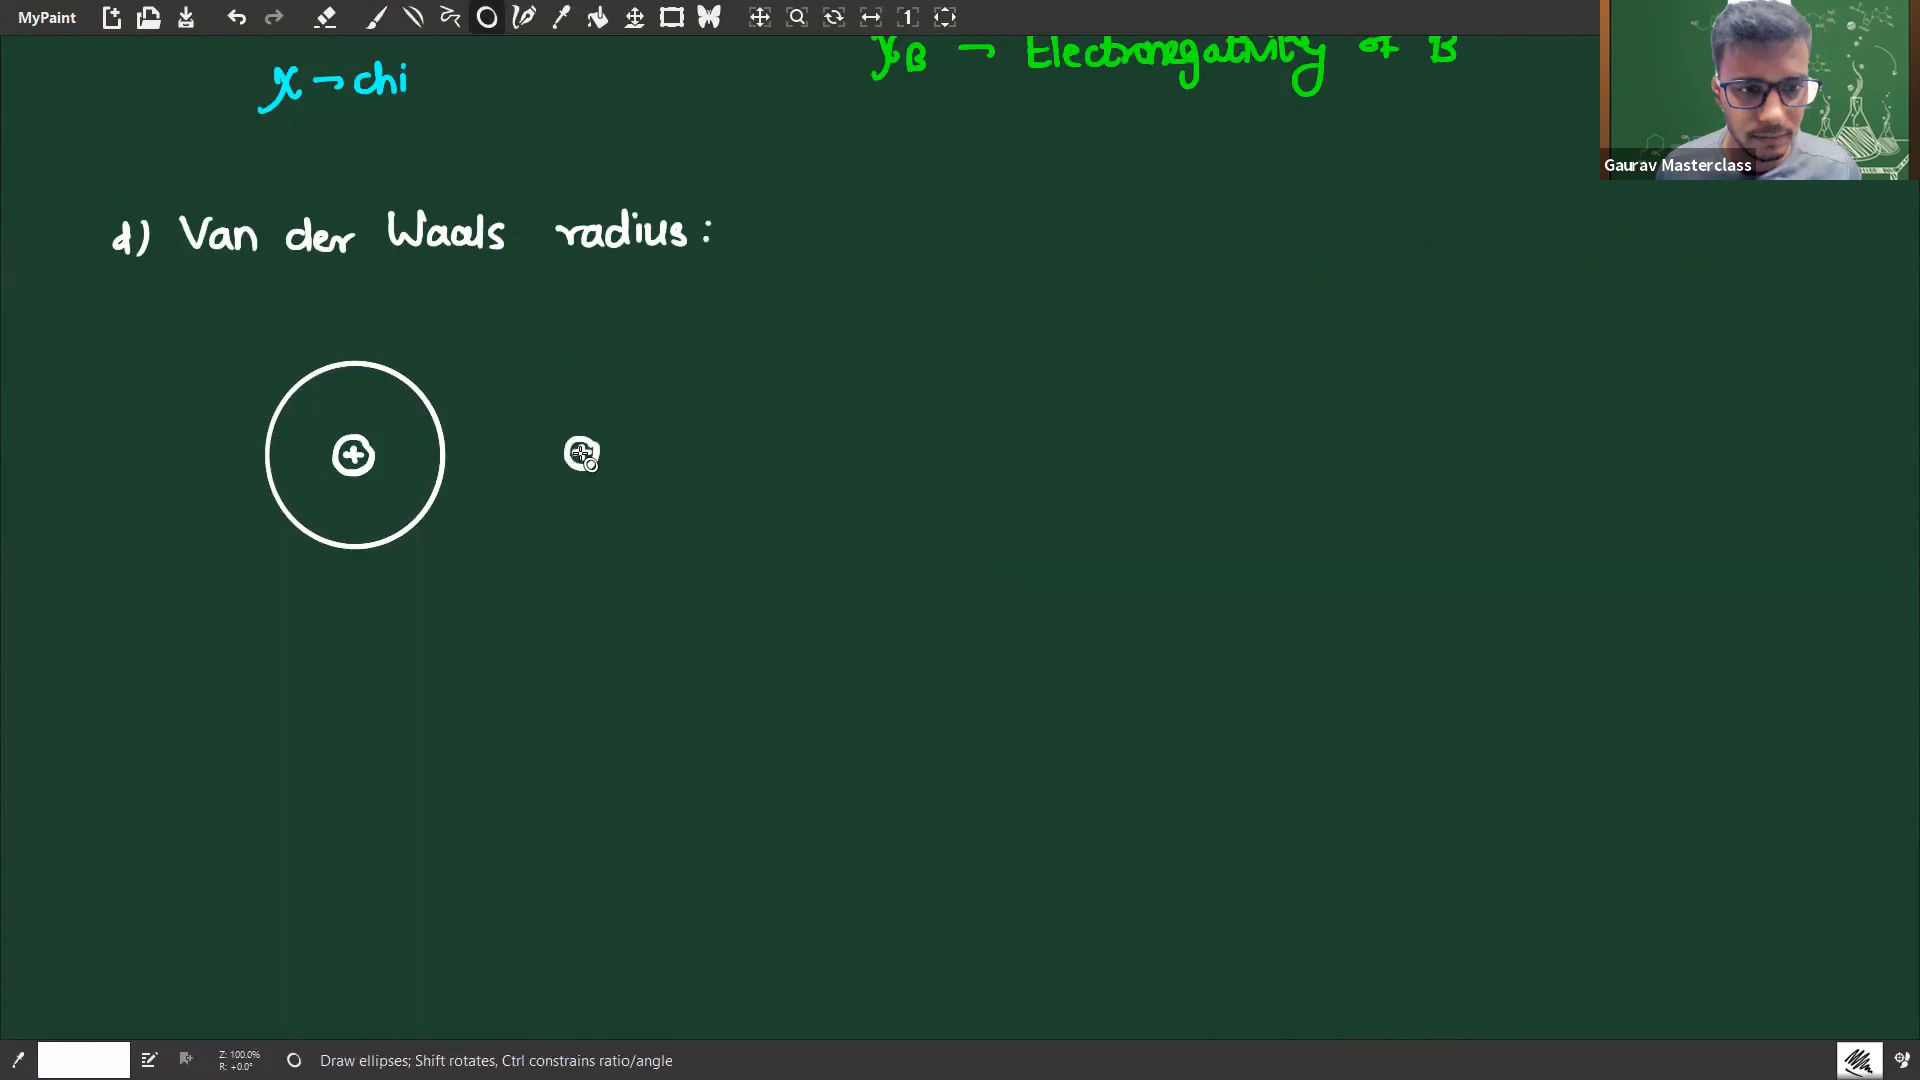 MyPaint
x → chi
xB → Electronegativity of B
Gaurav Masterclass
d) Van der Waals radius :
+
Z: 100.0%
R: +0.0°
Draw ellipses; Shift rotates, Ctrl constrains ratio/angle